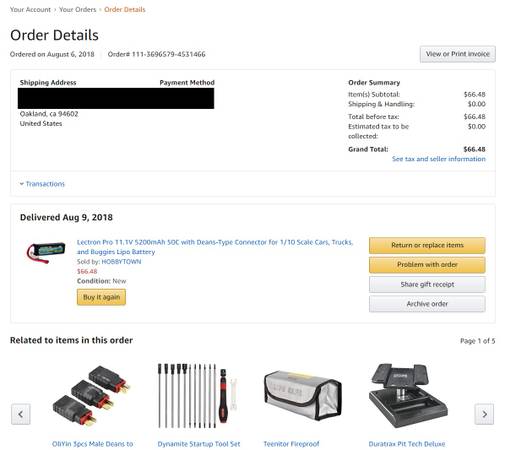 Your Account › Your Orders › Order Details
Order Details
Ordered on August 6, 2018 | Order# 111-3696579-4531466
View or Print invoice
Shipping Address
Oakland, ca 94602
United States
Payment Method
Order Summary
Item(s) Subtotal: $66.48
Shipping & Handling: $0.00
Total before tax: $66.48
Estimated tax to be collected: $0.00
Grand Total: $66.48
See tax and seller information
Transactions
Delivered Aug 9, 2018
Lectron Pro 11.1V 5200mAh 50C with Deans-Type Connector for 1/10 Scale Cars, Trucks,
and Buggies Lipo Battery
Sold by: HOBBYTOWN
$66.48
Condition: New
Buy it again
Return or replace items
Problem with order
Share gift receipt
Archive order
Related to items in this order
Page 1 of 5
OliYin 3pcs Male Deans to
Dynamite Startup Tool Set
Teenitor Fireproof
Duratrax Pit Tech Deluxe